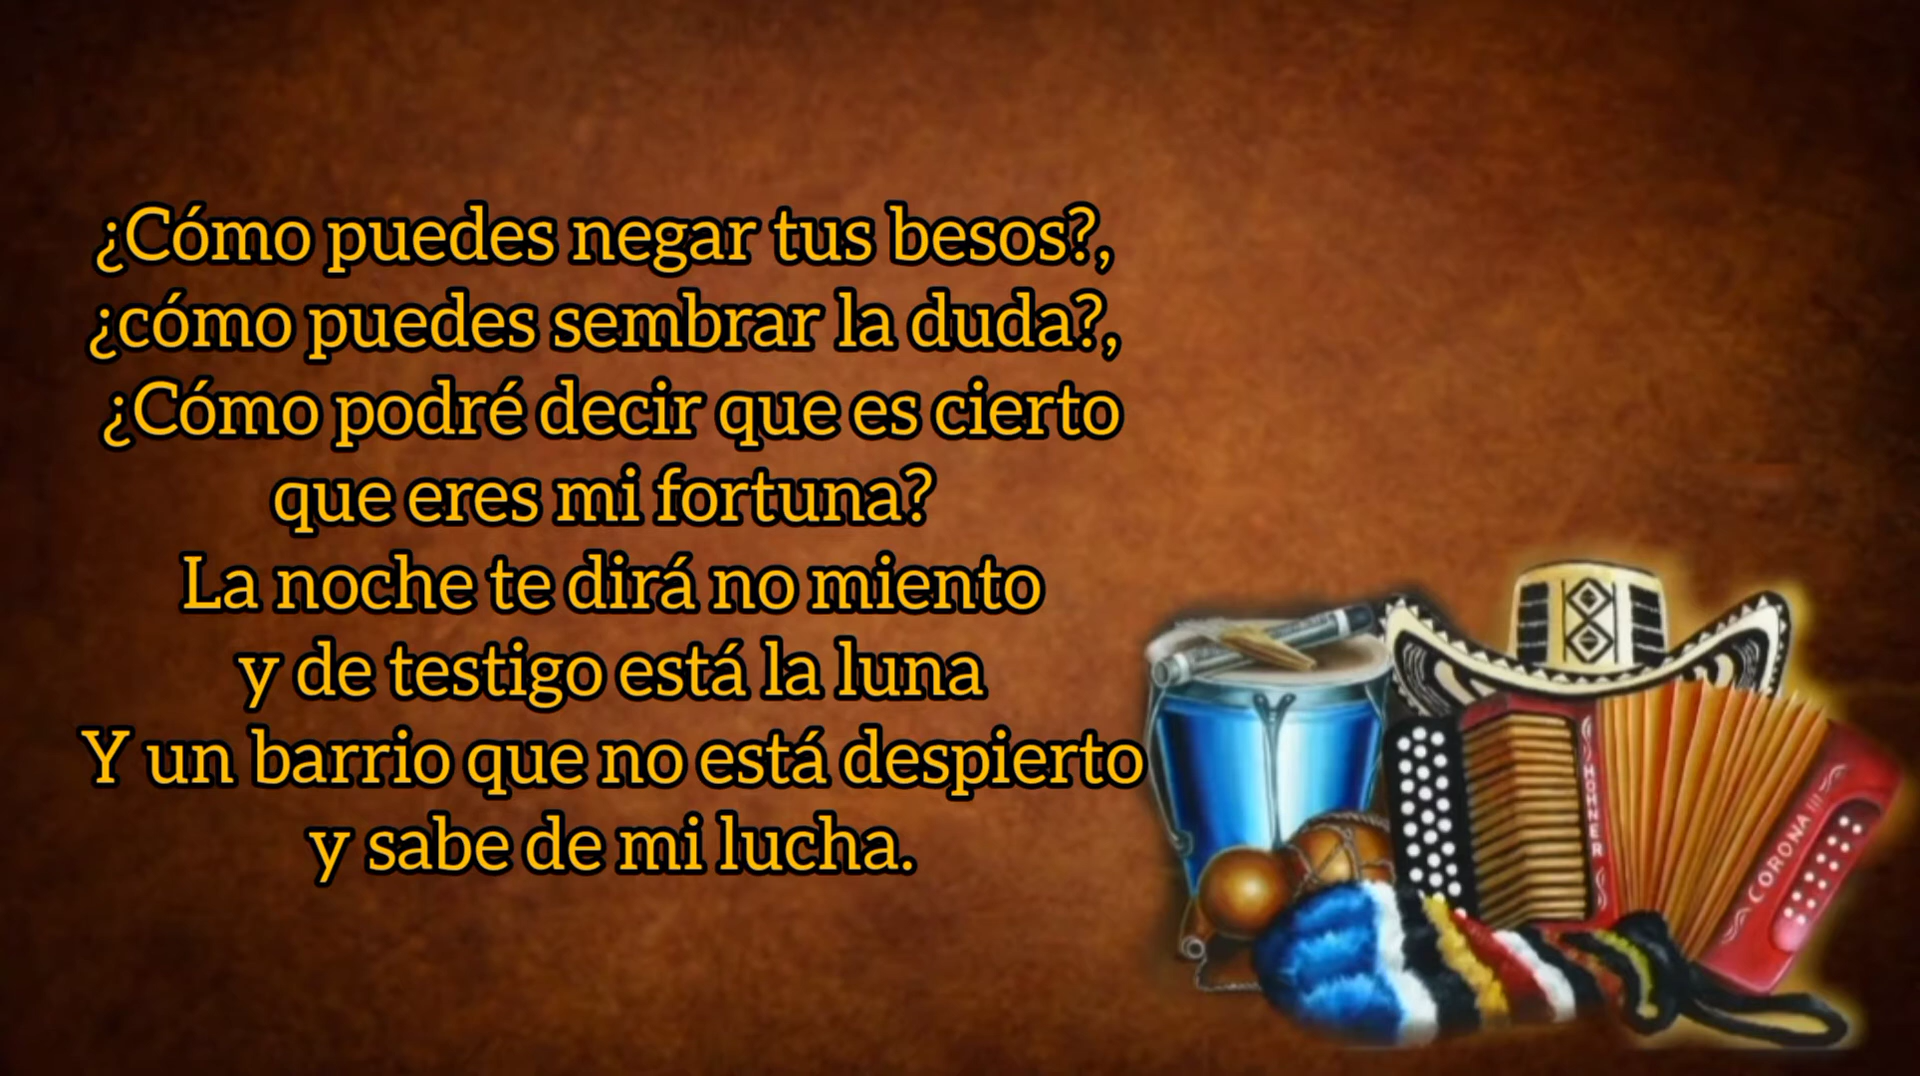 ¿Cómo puedes negar tus besos?,
¿cómo puedes sembrar la duda?,
¿Cómo podré decir que es cierto
que eres mi fortuna?
La noche te dirá no miento
y de testigo está la luna
Y un barrio que no está despierto
y sabe de mi lucha.
HOHNER
CORONA III